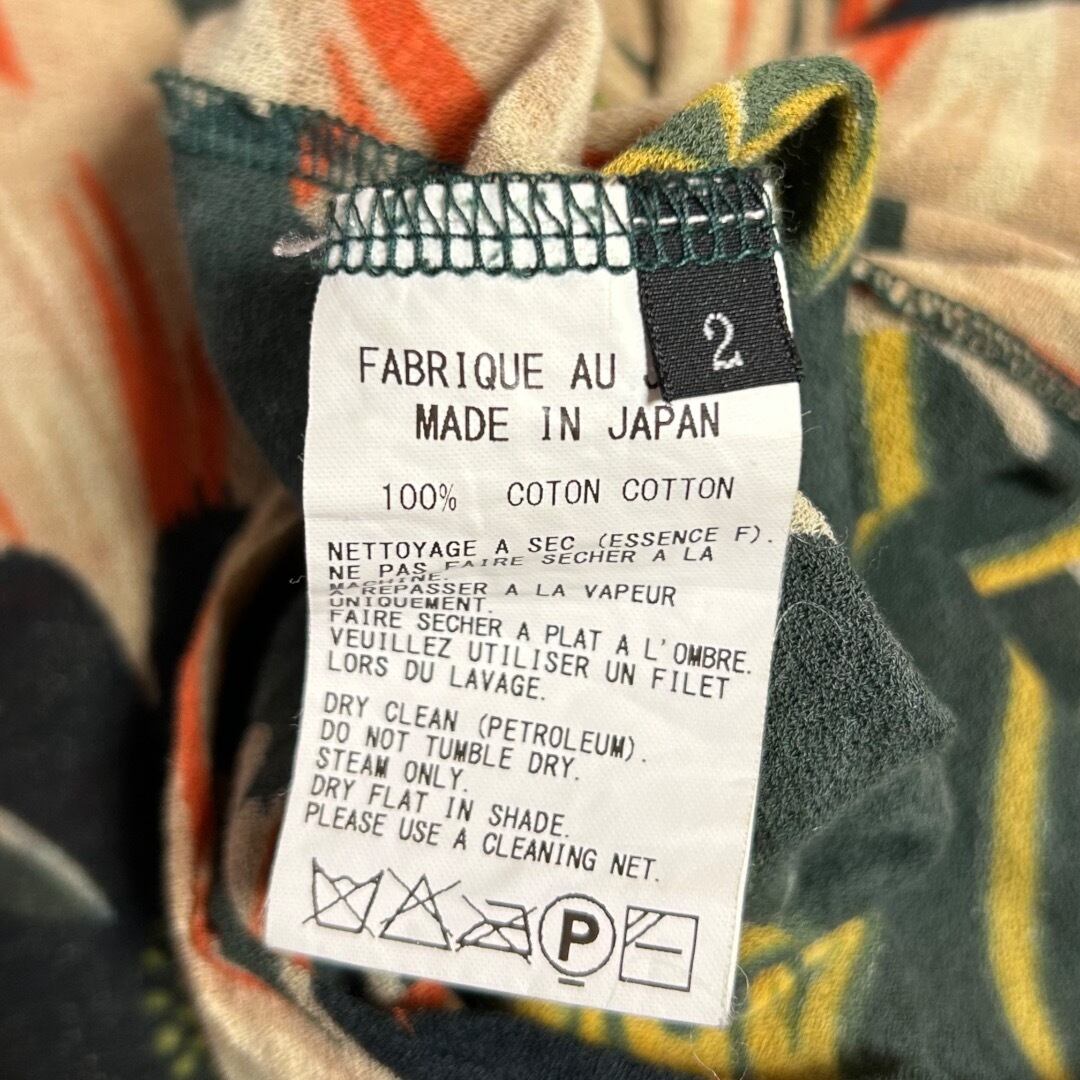 2
FABRIQUE AU J
MADE IN JAPAN
100% COTON COTTON
NETTOYAGE A SEC (ESSENCE F).
NE PAS FAIRE SECHER A LA
MACHINE.
REPASSER A LA VAPEUR
UNIQUEMENT.
FAIRE SECHER A PLAT A L'OMBRE.
VEUILLEZ UTILISER UN FILET
LORS DU LAVAGE.
DRY CLEAN (PETROLEUM).
DO NOT TUMBLE DRY.
STEAM ONLY.
DRY FLAT IN SHADE.
PLEASE USE A CLEANING NET.
P